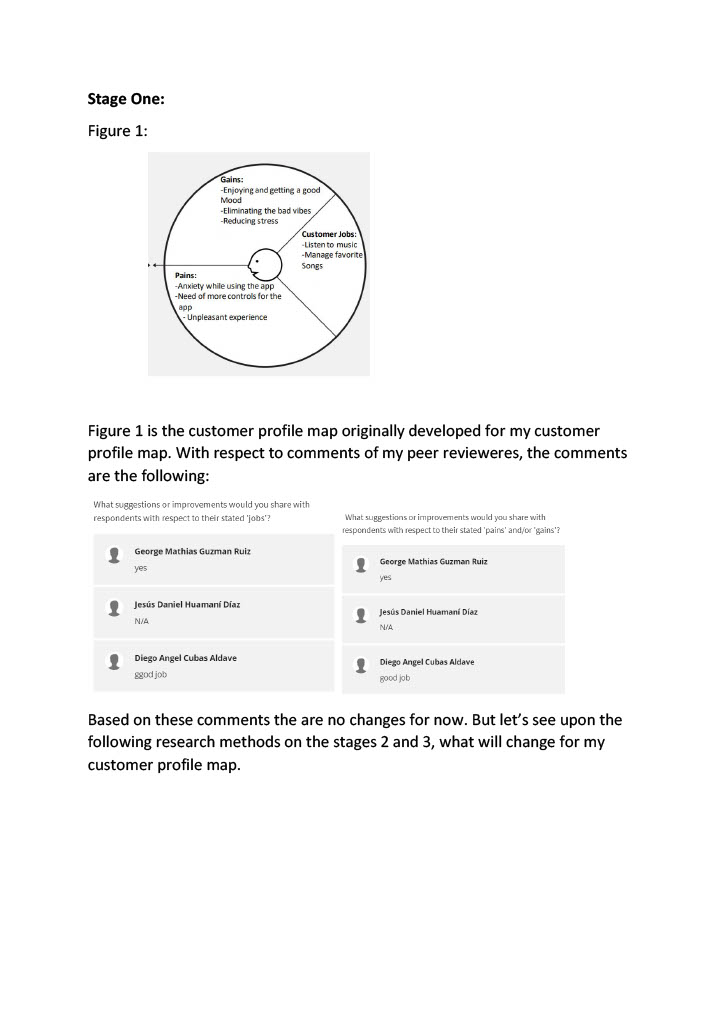 Stage One:
Figure 1:
Gains:
-Enjoying and getting a good
Mood
-Eliminating the bad vibes
-Reducing stress
Customer Jobs:
-Listen to music
-Manage favorite
Songs
Pains:
-Anxiety while using the app
-Need of more controls for the
app
- Unpleasant experience
Figure 1 is the customer profile map originally developed for my customer
profile map. With respect to comments of my peer revieweres, the comments
are the following:
What suggestions or improvements would you share with
respondents with respect to their stated 'jobs'?
George Mathias Guzman Ruiz
yes
Jesús Daniel Huamaní Díaz
N/A
Diego Angel Cubas Aldave
ggod job
What suggestions or improvements would you share with
respondents with respect to their stated 'pains' and/or 'gains'?
George Mathias Guzman Ruiz
yes
Jesús Daniel Huamaní Díaz
N/A
Diego Angel Cubas Aldave
good job
Based on these comments the are no changes for now. But let’s see upon the
following research methods on the stages 2 and 3, what will change for my
customer profile map.